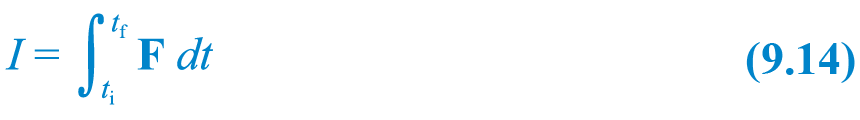 I = ∫_{t_i}^{t_f} F dt (9.14)